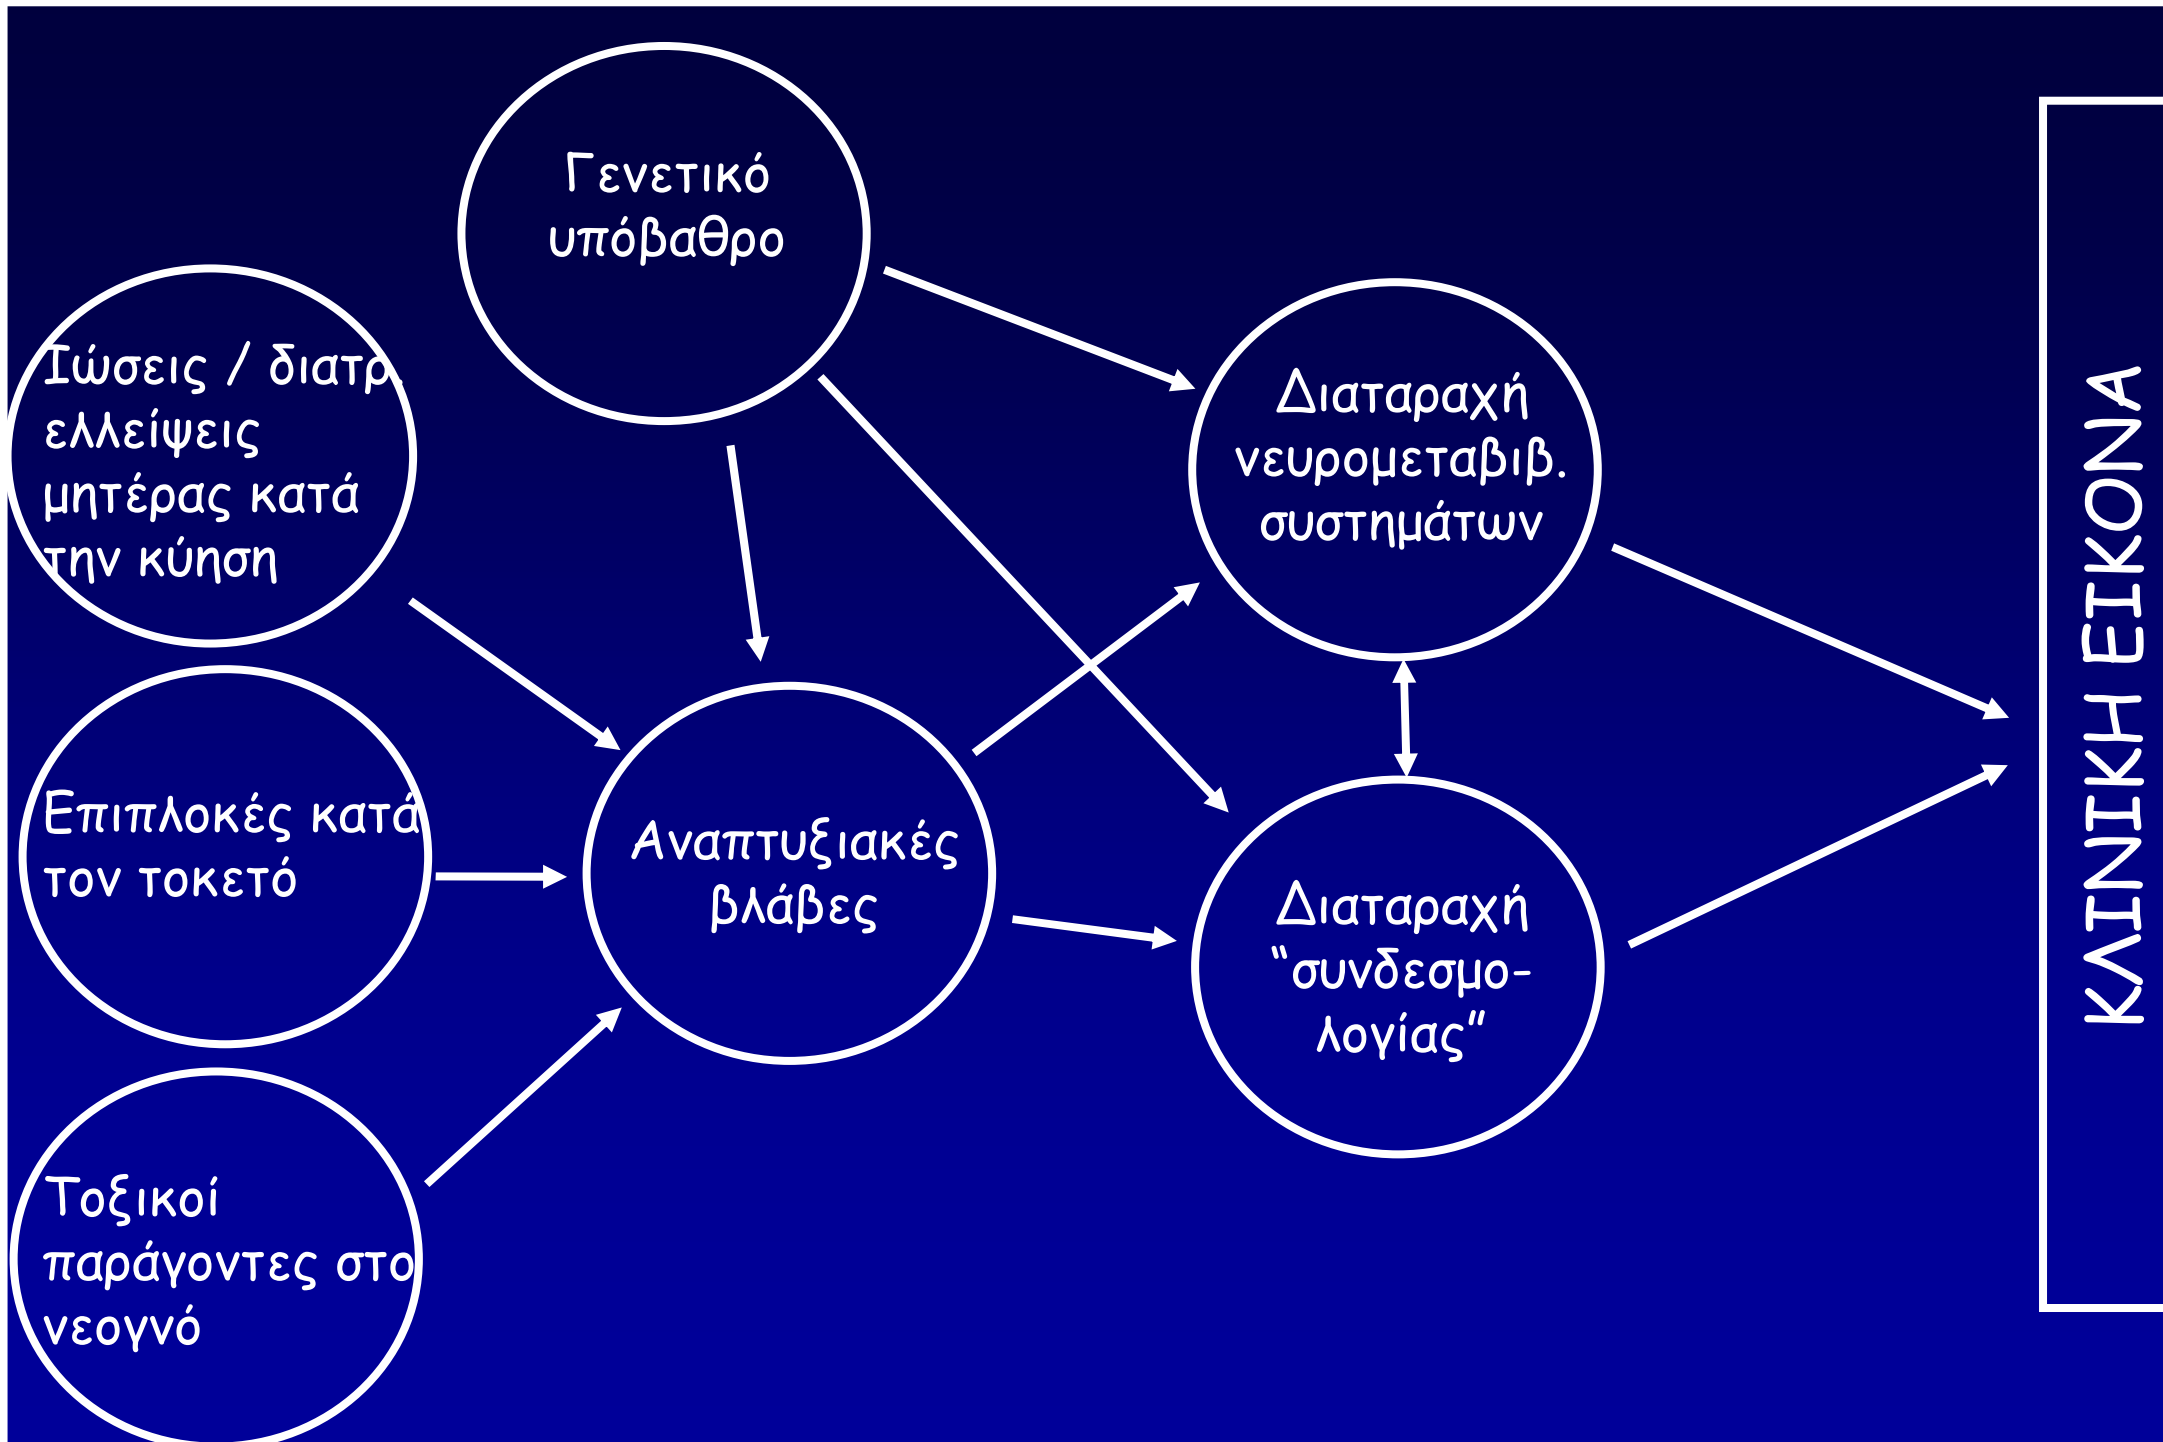 Γενετικό
υπόβαθρο
Ιώσεις / διατρ.
ελλείψεις
μητέρας κατά
την κύηση
Διαταραχή
νευρομεταβιβ.
συστημάτων
Επιπλοκές κατά
τον τοκετό
Αναπτυξιακές
βλάβες
Διαταραχή
"συνδεσμο-
λογίας"
Τοξικοί
παράγοντες στο
νεογνό
ΚΛΙΝΙΚΗ ΕΙΚΟΝΑ